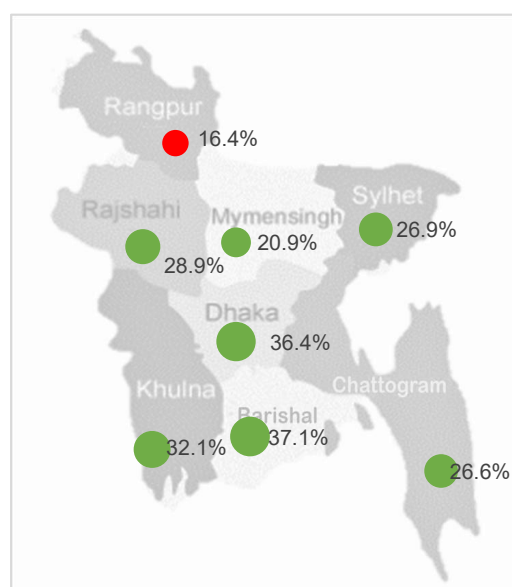 Rangpur
16.4%
Rajshahi
28.9%
Mymensingh
20.9%
Sylhet
26.9%
Dhaka
36.4%
Khulna
32.1%
Barishal
37.1%
Chattogram
26.6%